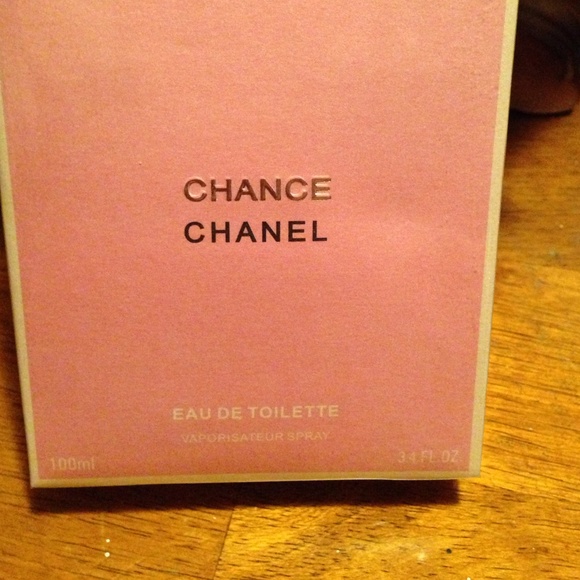 CHANCE
CHANEL
EAU DE TOILETTE
VAPORISATEUR SPRAY
100ml 3.4 FL OZ